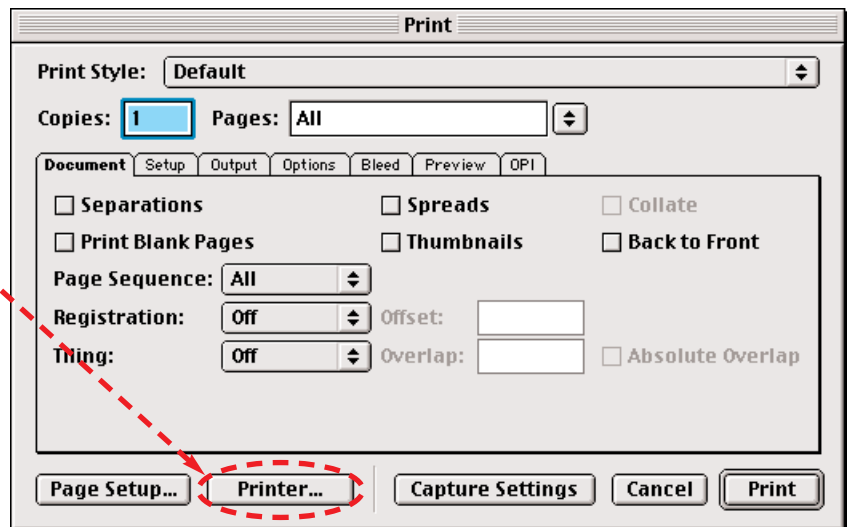 Print
Print Style: Default
Copies: 1 Pages: All
Document Setup Output Options Bleed Preview OPI
Separations Spreads Collate
Print Blank Pages Thumbnails Back to Front
Page Sequence: All
Registration: Off Offset:
Tiling: Off Overlap: Absolute Overlap
Page Setup... Printer... Capture Settings Cancel Print